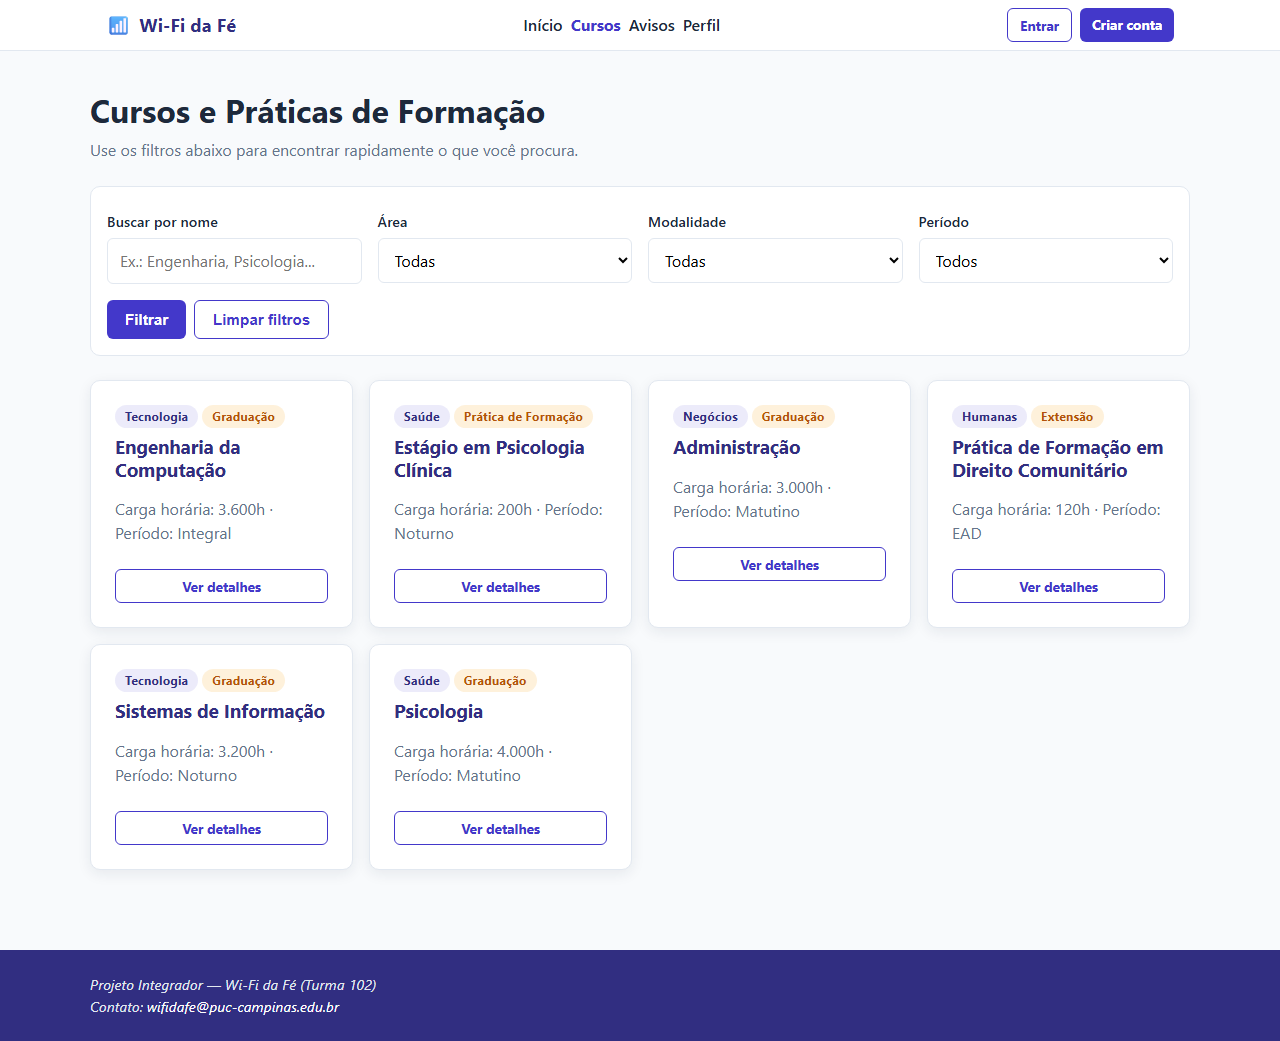 Wi-Fi da Fé
Início Cursos Avisos Perfil
Entrar
Criar conta
Cursos e Práticas de Formação
Use os filtros abaixo para encontrar rapidamente o que você procura.
Buscar por nome
Ex.: Engenharia, Psicologia...
Área
Todas
Modalidade
Todas
Período
Todos
Filtrar
Limpar filtros
Tecnologia Graduação
Engenharia da
Computação
Carga horária: 3.600h ·
Período: Integral
Ver detalhes
Saúde Prática de Formação
Estágio em Psicologia
Clínica
Carga horária: 200h · Período:
Noturno
Ver detalhes
Negócios Graduação
Administração
Carga horária: 3.000h ·
Período: Matutino
Ver detalhes
Humanas Extensão
Prática de Formação em
Direito Comunitário
Carga horária: 120h · Período:
EAD
Ver detalhes
Tecnologia Graduação
Sistemas de Informação
Carga horária: 3.200h ·
Período: Noturno
Ver detalhes
Saúde Graduação
Psicologia
Carga horária: 4.000h ·
Período: Matutino
Ver detalhes
Projeto Integrador — Wi-Fi da Fé (Turma 102)
Contato: wifidafe@puc-campinas.edu.br